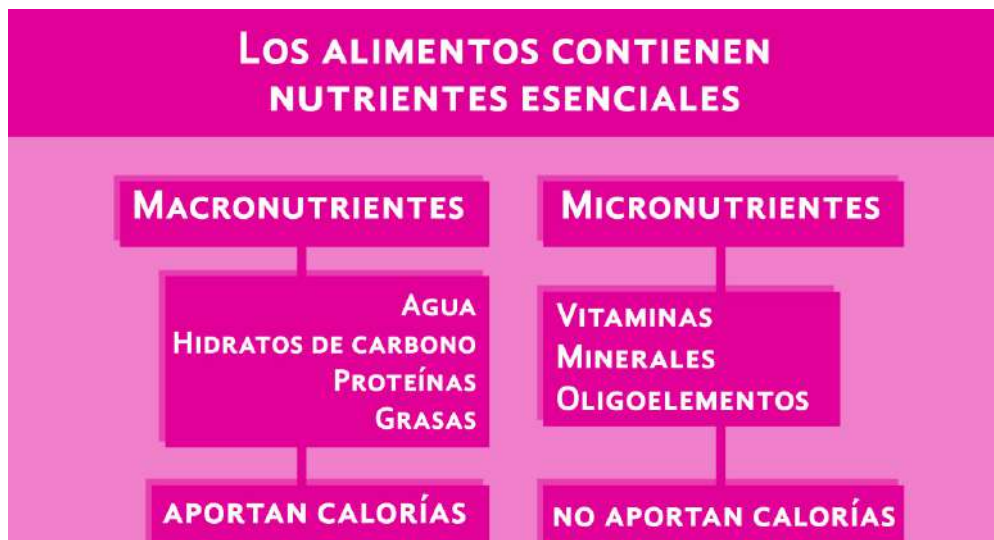 Los alimentos contienen
nutrientes esenciales
Macronutrientes
Agua
Hidratos de carbono
Proteínas
Grasas
aportan calorías
Micronutrientes
Vitaminas
Minerales
Oligoelementos
no aportan calorías